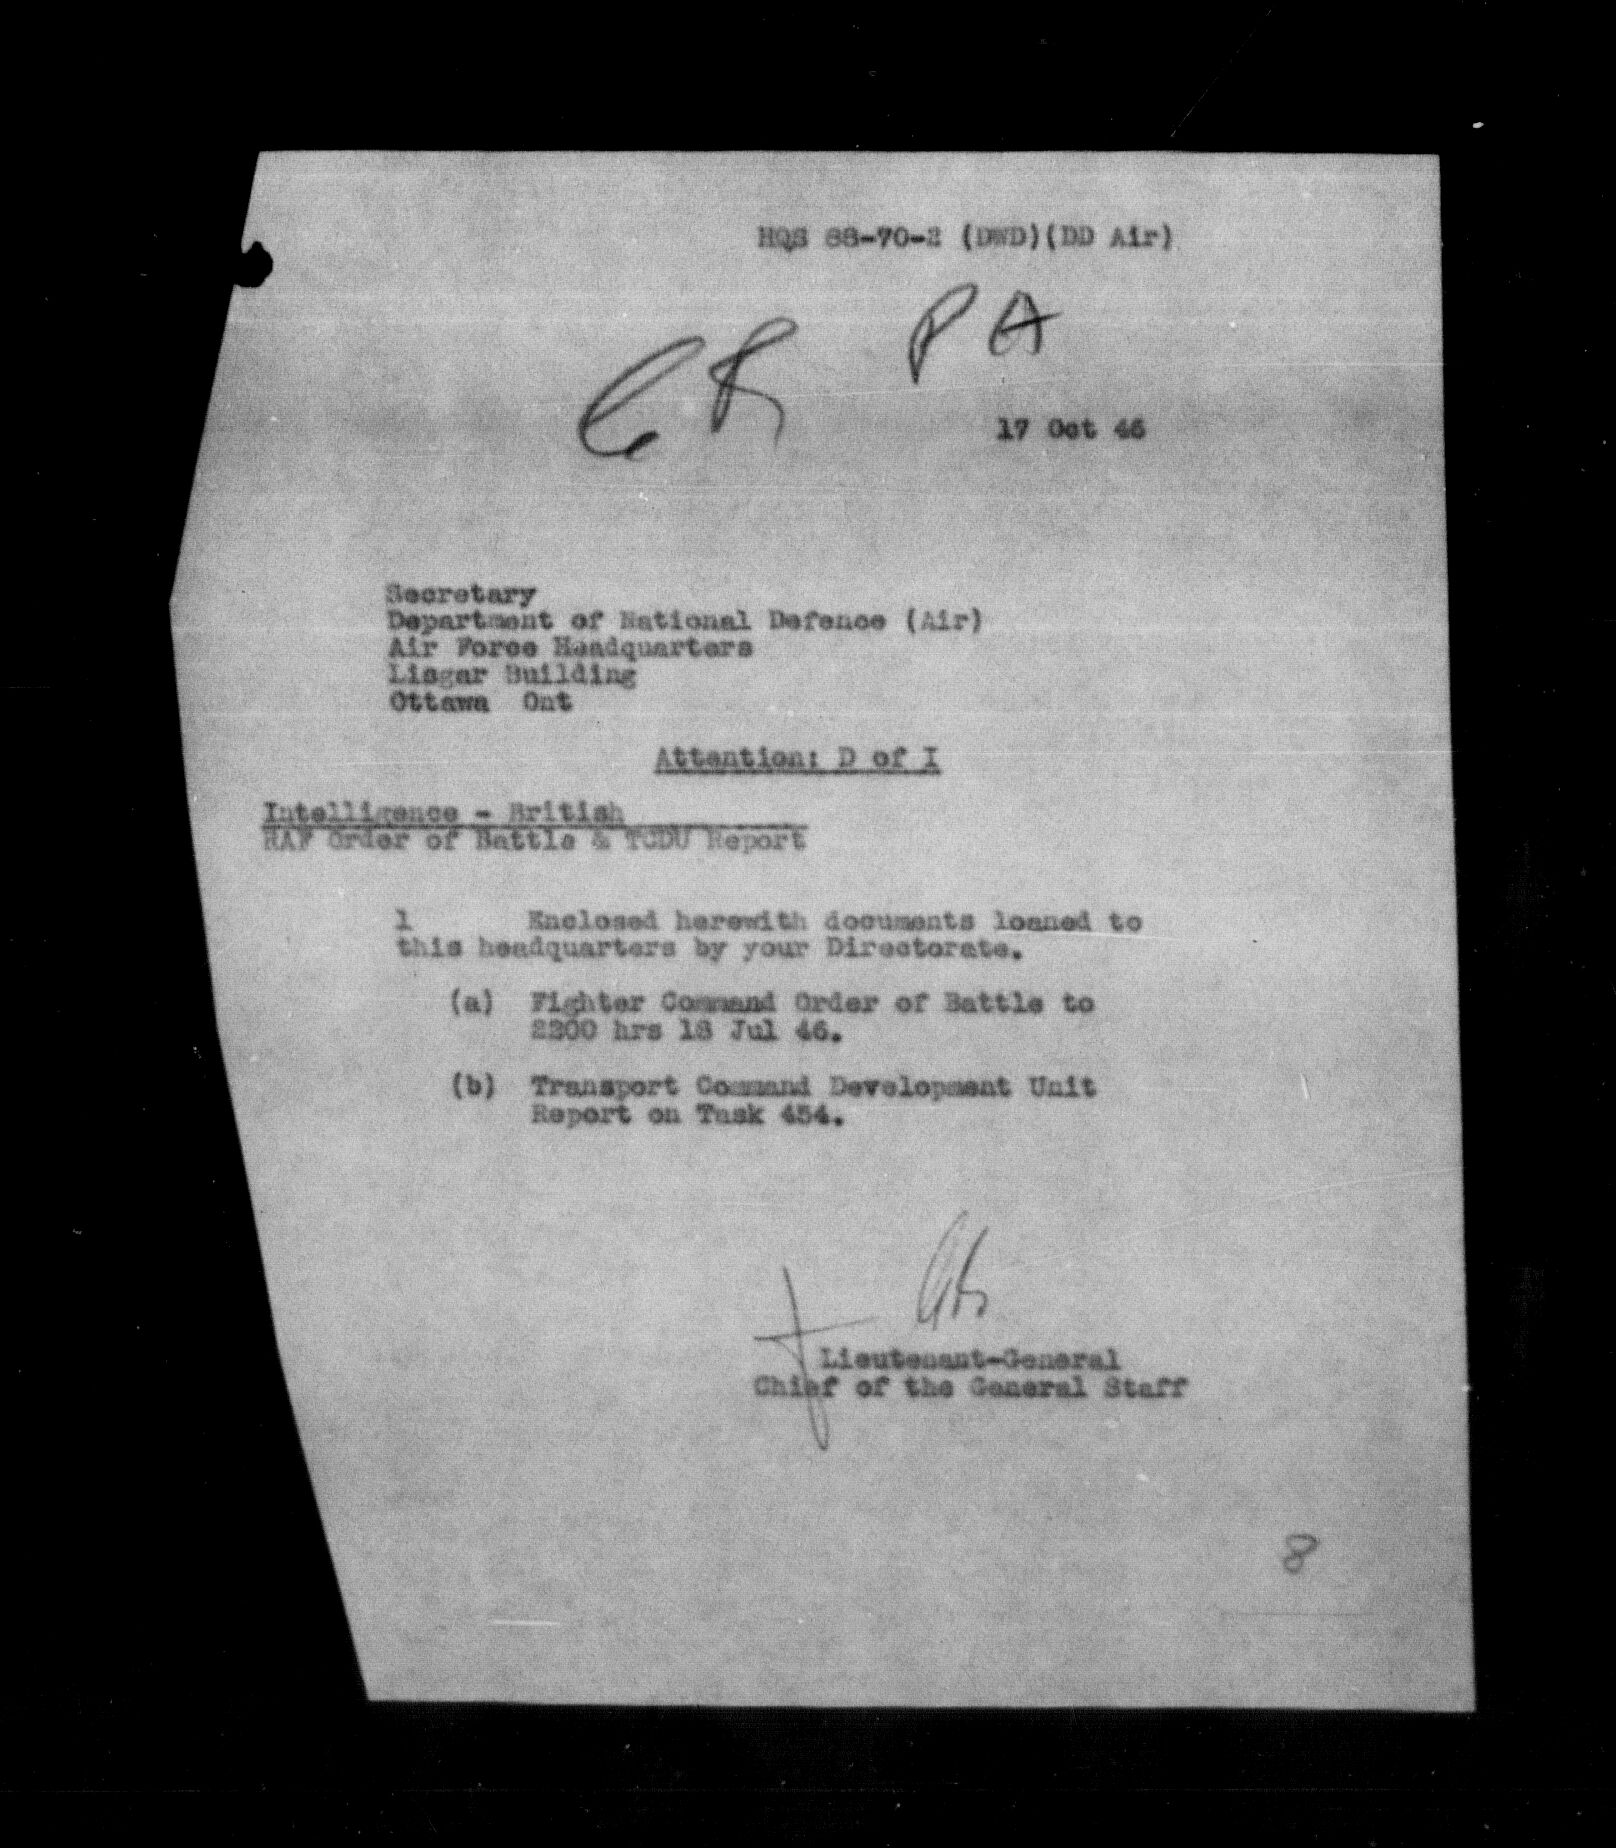 HQS 88-70-2 (DWD)(DD Air)
P A
CR
17 Oct 46
Secretary
Department of National Defence (Air)
Air Force Headquarters
Lisgar Building
Ottawa Ont
Attention: D of I
Intelligence - British
RAF Order of Battle & TCDU Report
1 Enclosed herewith documents loaned to
this headquarters by your Directorate.
(a) Fighter Command Order of Battle to
2200 hrs 18 Jul 46.
(b) Transport Command Development Unit
Report on Task 454.
Lieutenant-General
Chief of the General Staff
8